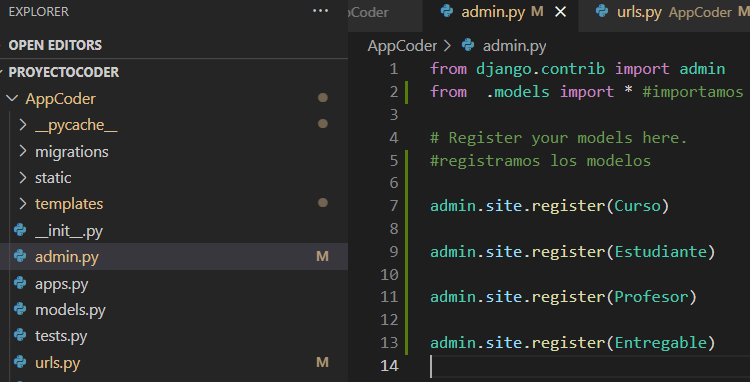 EXPLORER ...
OPEN EDITORS
PROYECTOCODER
AppCoder
__pycache__
migrations
static
templates
__init__.py
admin.py M
apps.py
models.py
tests.py
urls.py M
Coder admin.py M urls.py AppCoder M
AppCoder > admin.py
1 from django.contrib import admin
2 from  .models import * #importamos
3
4 # Register your models here.
5 #registramos los modelos
6
7 admin.site.register(Curso)
8
9 admin.site.register(Estudiante)
10
11 admin.site.register(Profesor)
12
13 admin.site.register(Entregable)
14